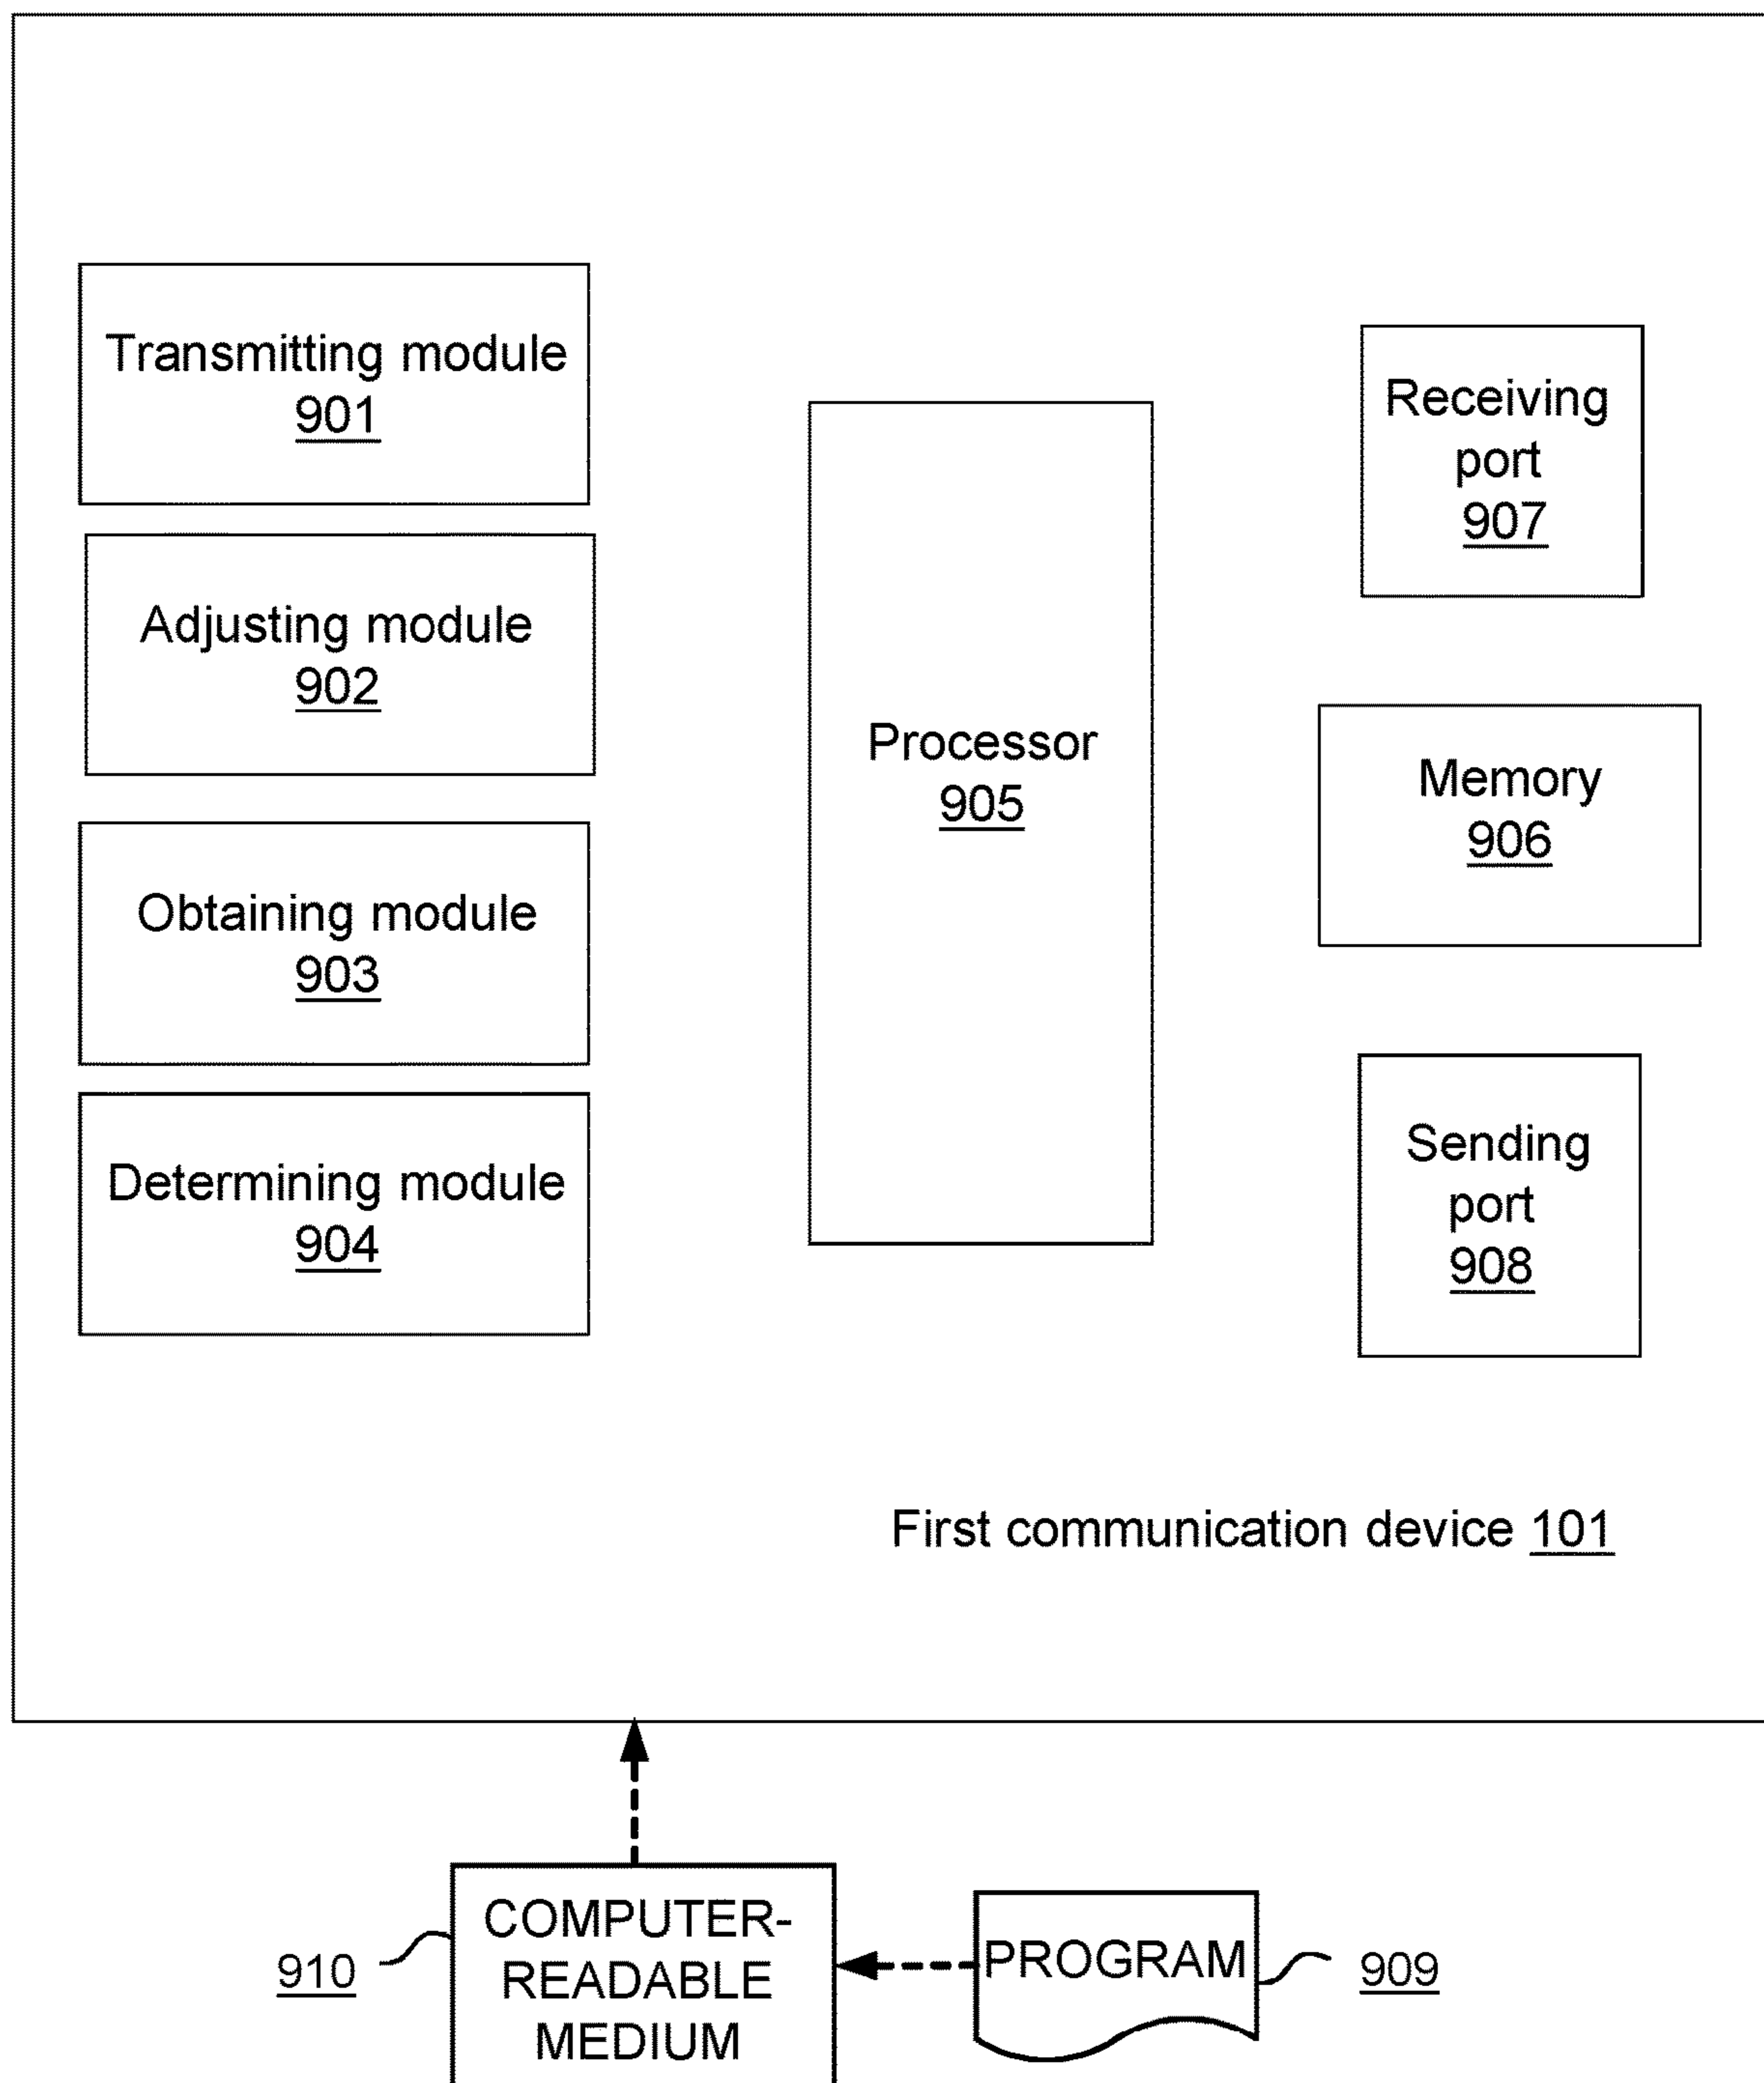 Transmitting module
901
Adjusting module
902
Obtaining module
903
Determining module
904
Processor
905
Receiving
port
907
Memory
906
Sending
port
908
First communication device 101
910
COMPUTER-
READABLE
MEDIUM
PROGRAM
909